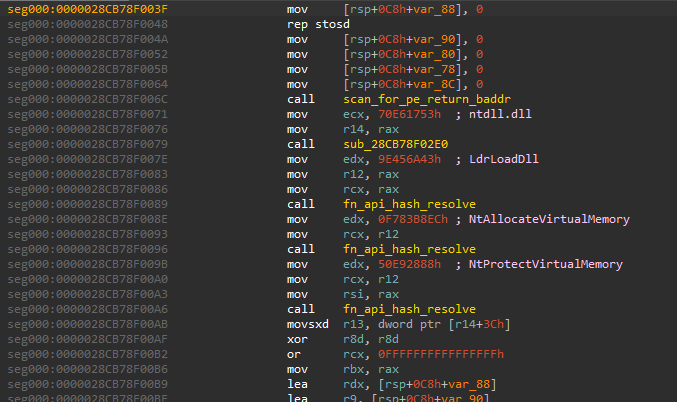 seg000:0000028CB78F003F mov [rsp+0C8h+var_88], 0
seg000:0000028CB78F0048 rep stosd
seg000:0000028CB78F004A mov [rsp+0C8h+var_90], 0
seg000:0000028CB78F0052 mov [rsp+0C8h+var_80], 0
seg000:0000028CB78F005B mov [rsp+0C8h+var_78], 0
seg000:0000028CB78F0064 mov [rsp+0C8h+var_8C], 0
seg000:0000028CB78F006C call scan_for_pe_return_baddr
seg000:0000028CB78F0071 mov ecx, 70E61753h ; ntdll.dll
seg000:0000028CB78F0076 mov r14, rax
seg000:0000028CB78F0079 call sub_28CB78F02E0
seg000:0000028CB78F007E mov edx, 9E456A43h ; LdrLoadDll
seg000:0000028CB78F0083 mov r12, rax
seg000:0000028CB78F0086 mov rcx, rax
seg000:0000028CB78F0089 call fn_api_hash_resolve
seg000:0000028CB78F008E mov edx, 0F783B8ECh ; NtAllocateVirtualMemory
seg000:0000028CB78F0093 mov rcx, r12
seg000:0000028CB78F0096 call fn_api_hash_resolve
seg000:0000028CB78F009B mov edx, 50E92888h ; NtProtectVirtualMemory
seg000:0000028CB78F00A0 mov rcx, r12
seg000:0000028CB78F00A3 mov rsi, rax
seg000:0000028CB78F00A6 call fn_api_hash_resolve
seg000:0000028CB78F00AB movsxd r13, dword ptr [r14+3Ch]
seg000:0000028CB78F00AF xor r8d, r8d
seg000:0000028CB78F00B2 or rcx, 0FFFFFFFFFFFFFFFFh
seg000:0000028CB78F00B6 mov rbx, rax
seg000:0000028CB78F00B9 lea rdx, [rsp+0C8h+var_88]
seg000:0000028CB78F00BE lea r9, [rsp+0C8h+var_90]